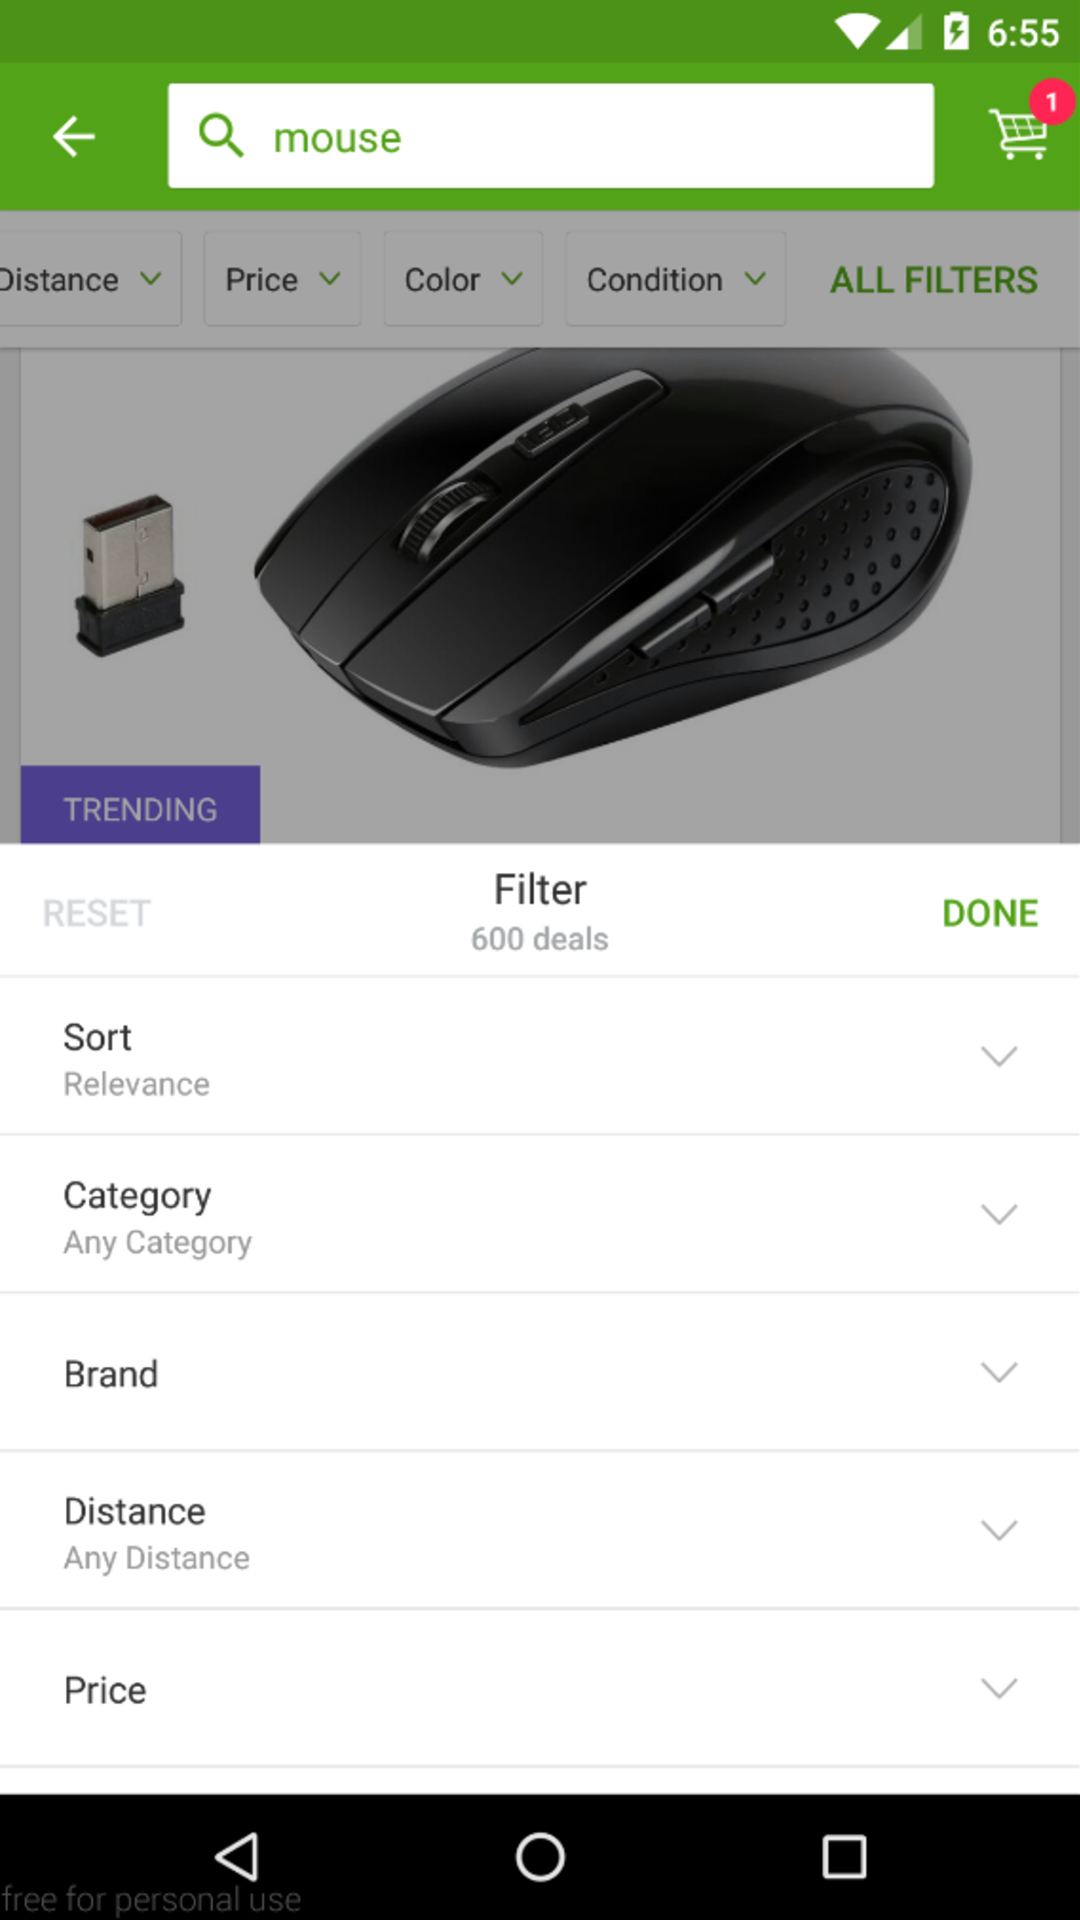 6:55
mouse
1
Distance
Price
Color
Condition
ALL FILTERS
TRENDING
RESET
Filter
DONE
600 deals
Sort
Relevance
Category
Any Category
Brand
Distance
Any Distance
Price
free for personal use